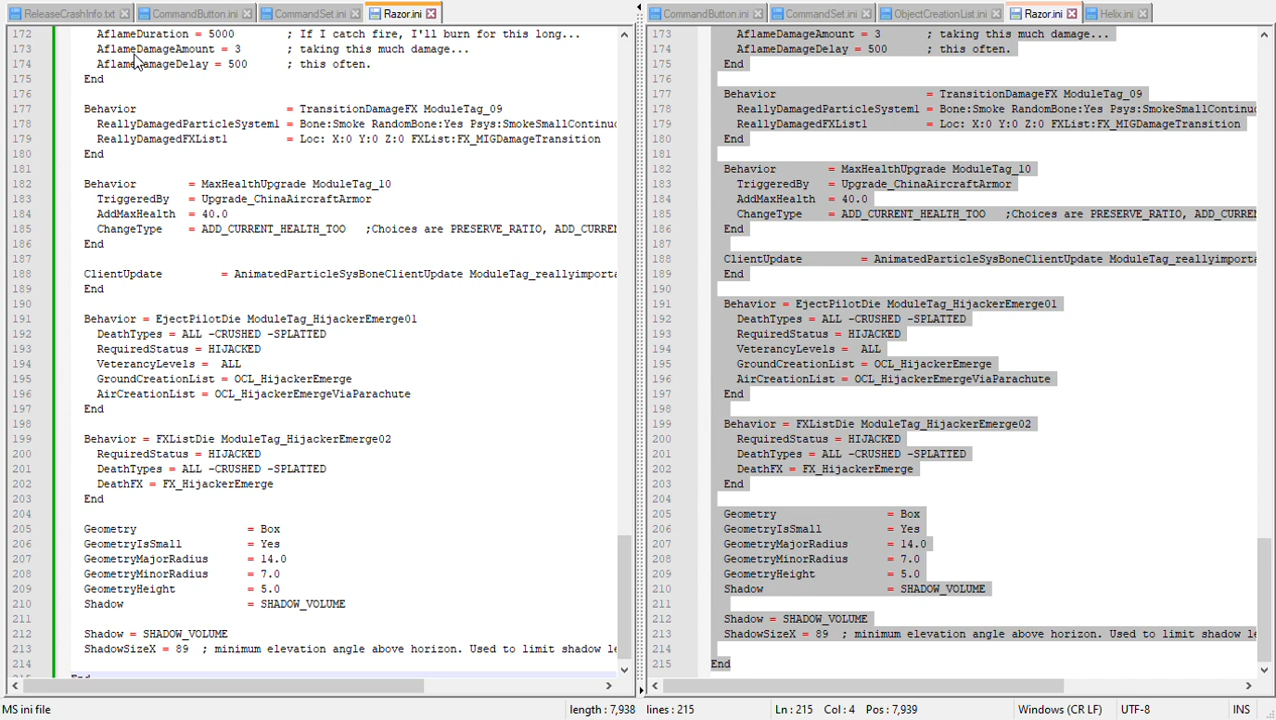 ReleaseCrashInfo.txt CommandButton.ini CommandSet.ini Razor.ini
172 AflameDuration = 5000 ; If I catch fire, I'll burn for this long...
173 AflameDamageAmount = 3 ; taking this much damage...
174 AflameDamageDelay = 500 ; this often.
175 End
176
177 Behavior = TransitionDamageFX ModuleTag_09
178 ReallyDamagedParticleSystem1 = Bone:Smoke RandomBone:Yes Psys:SmokeSmallContinu
179 ReallyDamagedFXList1 = Loc: X:0 Y:0 Z:0 FXList:FX_MIGDamageTransition
180 End
181
182 Behavior = MaxHealthUpgrade ModuleTag_10
183 TriggeredBy = Upgrade_ChinaAircraftArmor
184 AddMaxHealth = 40.0
185 ChangeType = ADD_CURRENT_HEALTH_TOO ;Choices are PRESERVE_RATIO, ADD_CURREN
186 End
187
188 ClientUpdate = AnimatedParticleSysBoneClientUpdate ModuleTag_reallyimporta
189 End
190
191 Behavior = EjectPilotDie ModuleTag_HijackerEmerge01
192 DeathTypes = ALL -CRUSHED -SPLATTED
193 RequiredStatus = HIJACKED
194 VeterancyLevels = ALL
195 GroundCreationList = OCL_HijackerEmerge
196 AirCreationList = OCL_HijackerEmergeViaParachute
197 End
198
199 Behavior = FXListDie ModuleTag_HijackerEmerge02
200 RequiredStatus = HIJACKED
201 DeathTypes = ALL -CRUSHED -SPLATTED
202 DeathFX = FX_HijackerEmerge
203 End
204
205 Geometry = Box
206 GeometryIsSmall = Yes
207 GeometryMajorRadius = 14.0
208 GeometryMinorRadius = 7.0
209 GeometryHeight = 5.0
210 Shadow = SHADOW_VOLUME
211
212 Shadow = SHADOW_VOLUME
213 ShadowSizeX = 89 ; minimum elevation angle above horizon. Used to limit shadow le
214
215 End
CommandButton.ini CommandSet.ini ObjectCreationList.ini Razor.ini Helix.ini
173 AflameDamageAmount = 3 ; taking this much damage...
174 AflameDamageDelay = 500 ; this often.
175 End
176
177 Behavior = TransitionDamageFX ModuleTag_09
178 ReallyDamagedParticleSystem1 = Bone:Smoke RandomBone:Yes Psys:SmokeSmallContinuo
179 ReallyDamagedFXList1 = Loc: X:0 Y:0 Z:0 FXList:FX_MIGDamageTransition
180 End
181
182 Behavior = MaxHealthUpgrade ModuleTag_10
183 TriggeredBy = Upgrade_ChinaAircraftArmor
184 AddMaxHealth = 40.0
185 ChangeType = ADD_CURRENT_HEALTH_TOO ;Choices are PRESERVE_RATIO, ADD_CURREN
186 End
187
188 ClientUpdate = AnimatedParticleSysBoneClientUpdate ModuleTag_reallyimporta
189 End
190
191 Behavior = EjectPilotDie ModuleTag_HijackerEmerge01
192 DeathTypes = ALL -CRUSHED -SPLATTED
193 RequiredStatus = HIJACKED
194 VeterancyLevels = ALL
195 GroundCreationList = OCL_HijackerEmerge
196 AirCreationList = OCL_HijackerEmergeViaParachute
197 End
198
199 Behavior = FXListDie ModuleTag_HijackerEmerge02
200 RequiredStatus = HIJACKED
201 DeathTypes = ALL -CRUSHED -SPLATTED
202 DeathFX = FX_HijackerEmerge
203 End
204
205 Geometry = Box
206 GeometryIsSmall = Yes
207 GeometryMajorRadius = 14.0
208 GeometryMinorRadius = 7.0
209 GeometryHeight = 5.0
210 Shadow = SHADOW_VOLUME
211
212 Shadow = SHADOW_VOLUME
213 ShadowSizeX = 89 ; minimum elevation angle above horizon. Used to limit shadow le
214
215 End
MS ini file length : 7,938 lines : 215 Ln : 215 Col : 4 Pos : 7,939 Windows (CR LF) UTF-8 INS